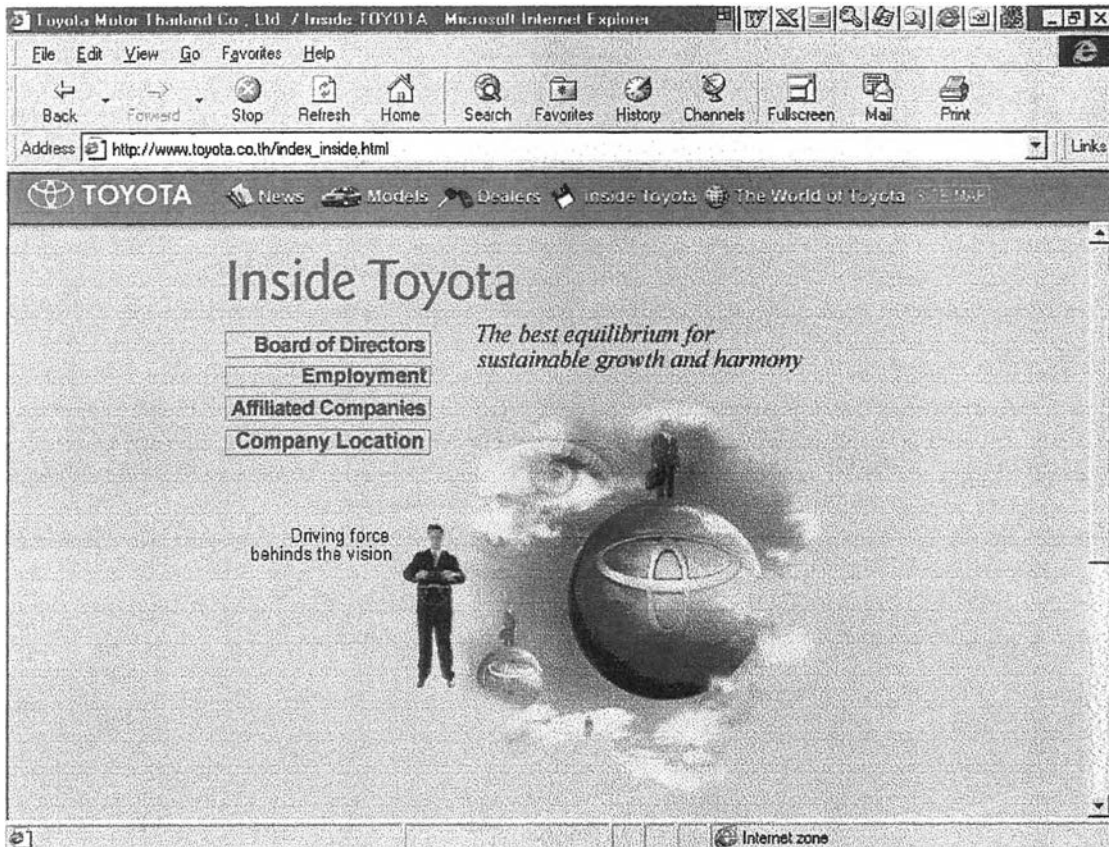 Toyota Motor Thailand Co., Ltd. / Inside TOYOTA Microsoft Internet Explorer
File Edit View Go Favorites Help
Back Forward Stop Refresh Home Search Favorites History Channels Fullscreen Mail Print
Address http://www.toyota.co.th/index_inside.html Links
TOYOTA News Models Dealers Inside Toyota The World of Toyota SITE MAP
Inside Toyota
Board of Directors
Employment
Affiliated Companies
Company Location
The best equilibrium for
sustainable growth and harmony
Driving force
behinds the vision
Internet zone